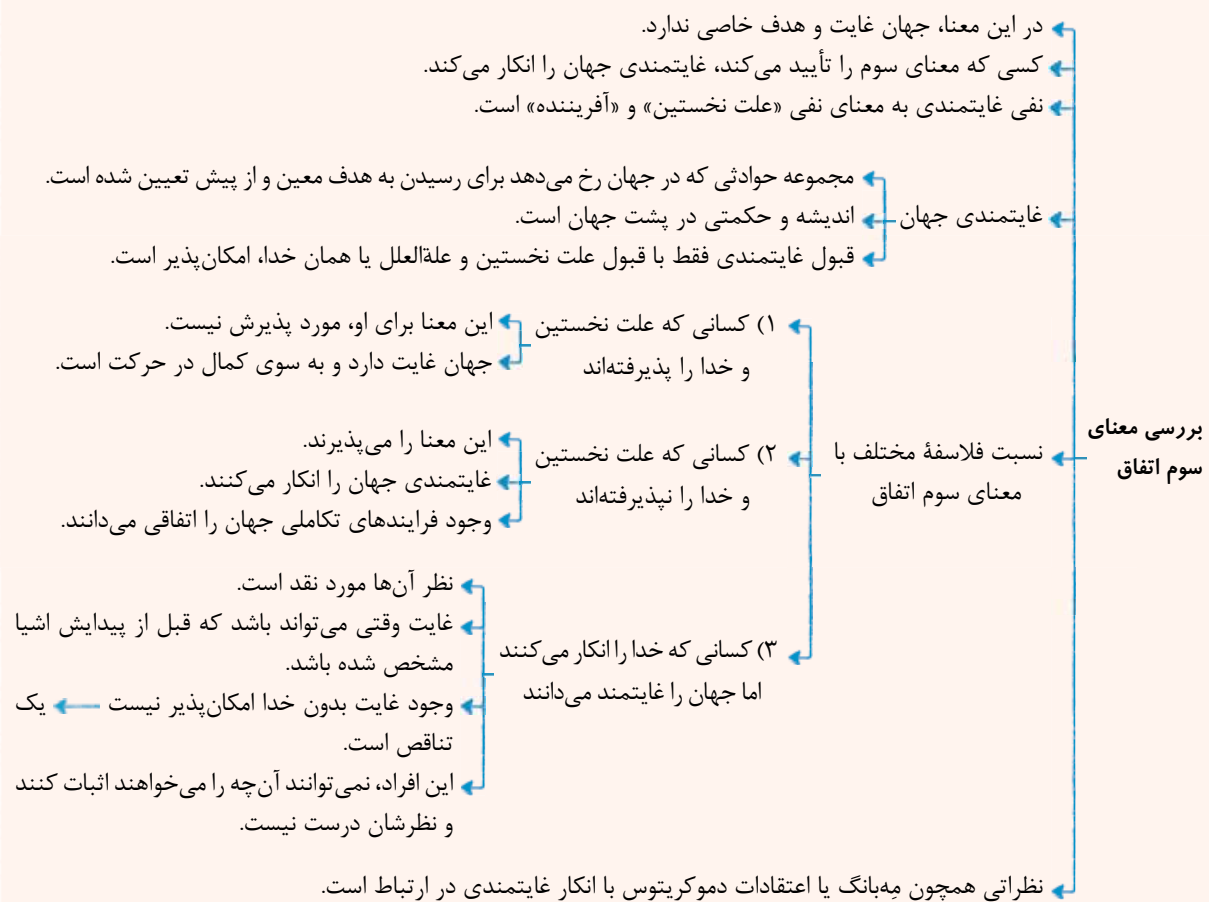 در این معنا، جهان غایت و هدف خاصی ندارد.
کسی که معنای سوم را تأیید می‌کند، غایتمندی جهان را انکار می‌کند.
نفی غایتمندی به معنای نفی «علت نخستین» و «آفریننده» است.
مجموعه حوادثی که در جهان رخ می‌دهد برای رسیدن به هدف معین و از پیش تعیین شده است.
غایتمندی جهان
اندیشه و حکمتی در پشت جهان است.
قبول غایتمندی فقط با قبول علت نخستین و علةالعلل یا همان خدا، امکان‌پذیر است.
۱) کسانی که علت نخستین
و خدا را پذیرفته‌اند
این معنا برای او، مورد پذیرش نیست.
جهان غایت دارد و به سوی کمال در حرکت است.
بررسی معنای
سوم اتفاق
نسبت فلاسفهٔ مختلف با
معنای سوم اتفاق
۲) کسانی که علت نخستین
و خدا را نپذیرفته‌اند
این معنا را می‌پذیرند.
غایتمندی جهان را انکار می‌کنند.
وجود فرایندهای تکاملی جهان را اتفاقی می‌دانند.
۳) کسانی که خدا را انکار می‌کنند
اما جهان را غایتمند می‌دانند
نظر آن‌ها مورد نقد است.
غایت وقتی می‌تواند باشد که قبل از پیدایش اشیا
مشخص شده باشد.
وجود غایت بدون خدا امکان‌پذیر نیست ← یک
تناقص است.
این افراد، نمی‌توانند آن‌چه را می‌خواهند اثبات کنند
و نظرشان درست نیست.
نظراتی همچون مِه‌بانگ یا اعتقادات دموکریتوس با انکار غایتمندی در ارتباط است.